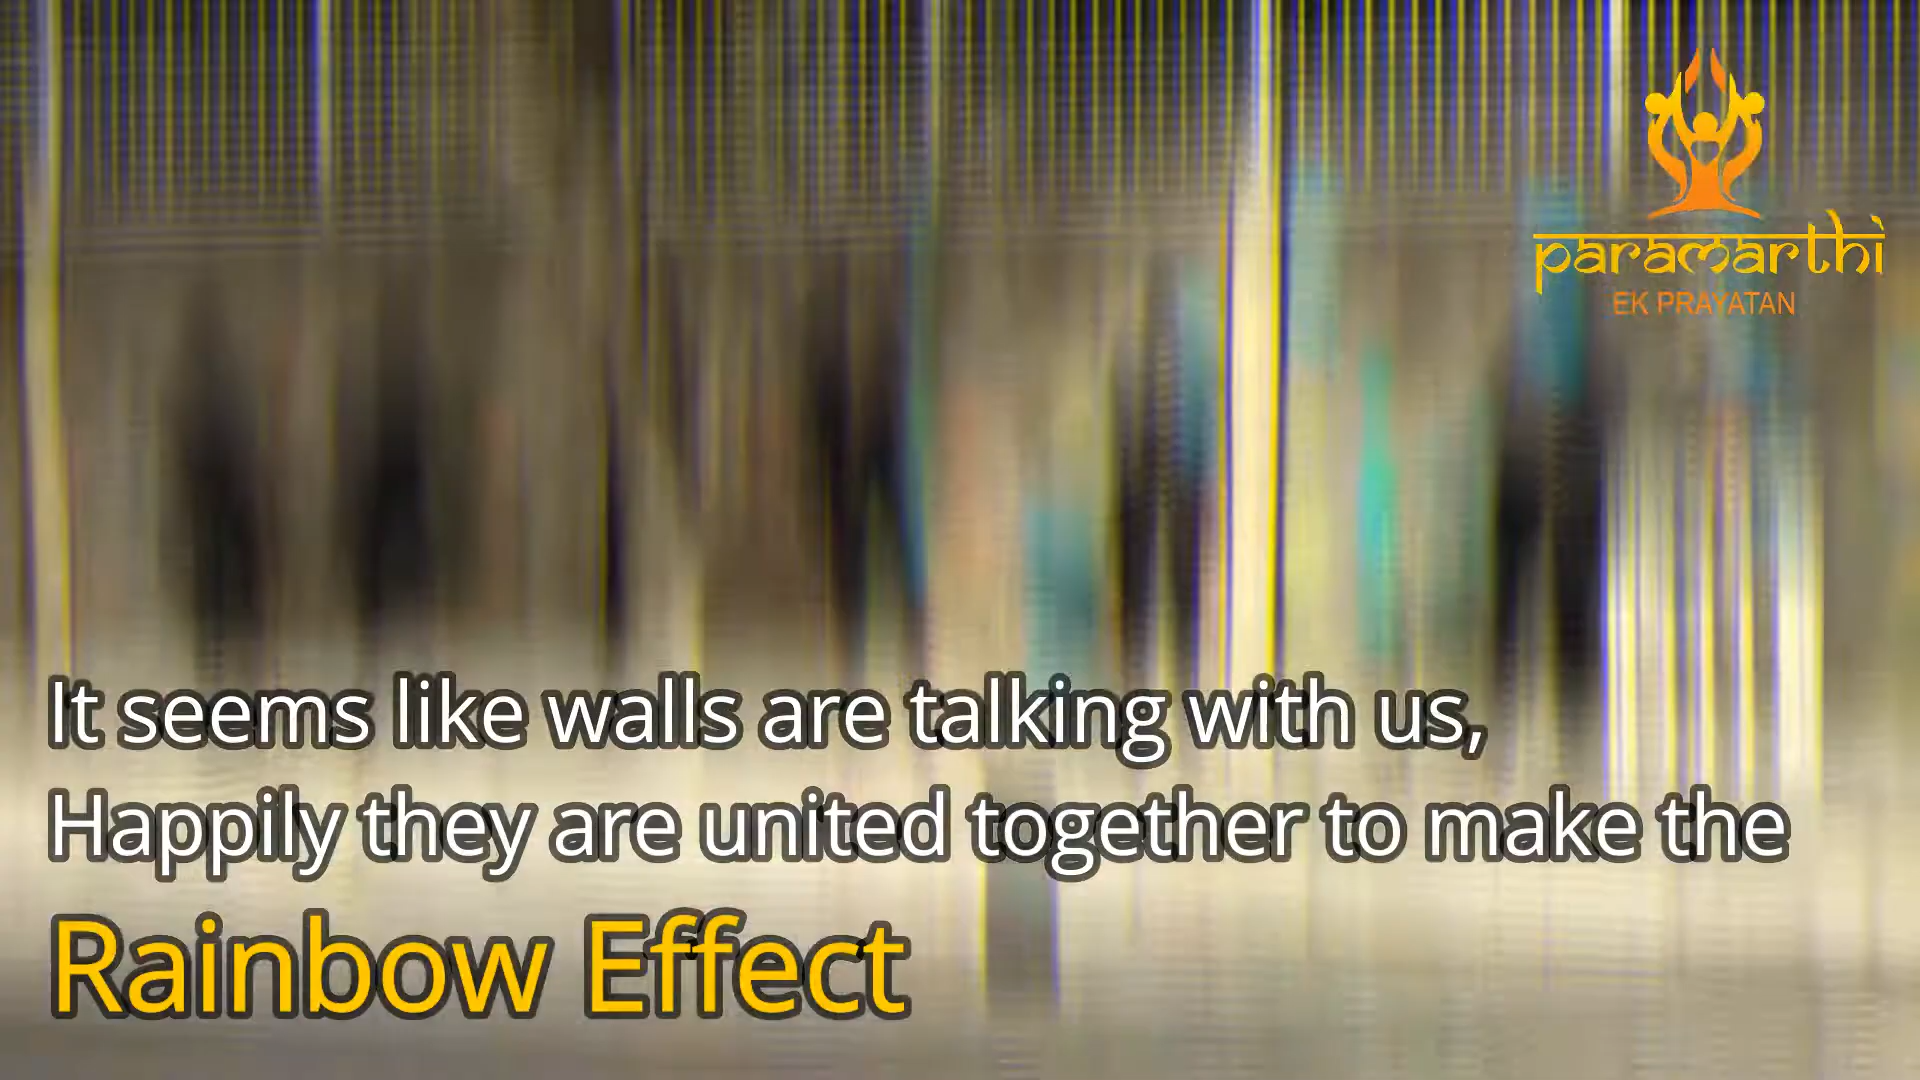 paramarthi
EK PRAYATAN
It seems like walls are talking with us,
Happily they are united together to make the
Rainbow Effect